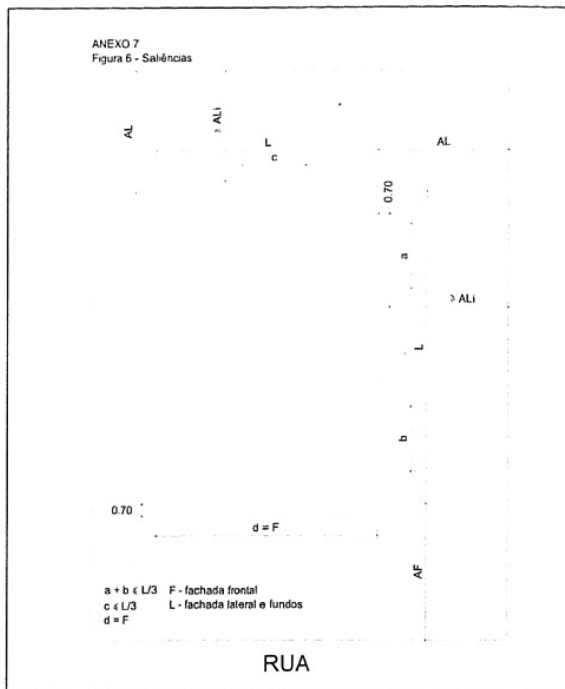 ANEXO 7
Figura 6 - Saliências
AL
≥ ALi
L
AL
c
0.70
a
≥ ALi
L
b
0.70
d = F
AF
a + b ≤ L/3 F - fachada frontal
c ≤ L/3 L - fachada lateral e fundos
d = F
RUA